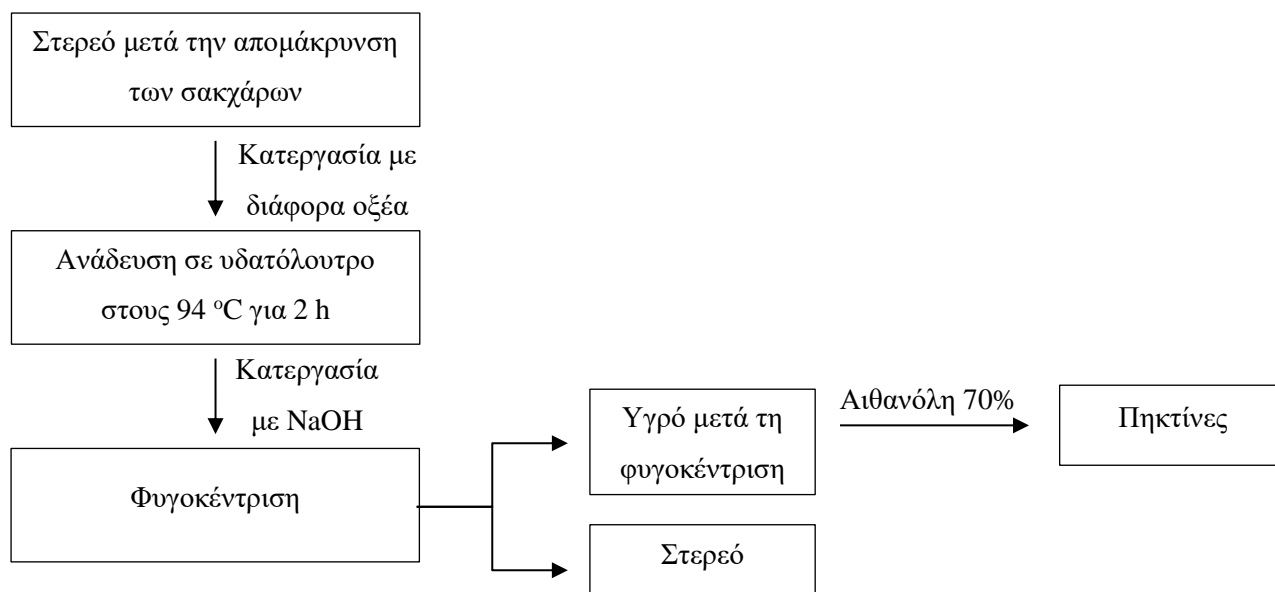 Στερεό μετά την απομάκρυνση
των σακχάρων
Κατεργασία με
διάφορα οξέα
Ανάδευση σε υδατόλουτρο
στους 94 °C για 2 h
Κατεργασία
με NaOH
Φυγοκέντριση
Υγρό μετά τη
φυγοκέντριση
Αιθανόλη 70%
Πηκτίνες
Στερεό